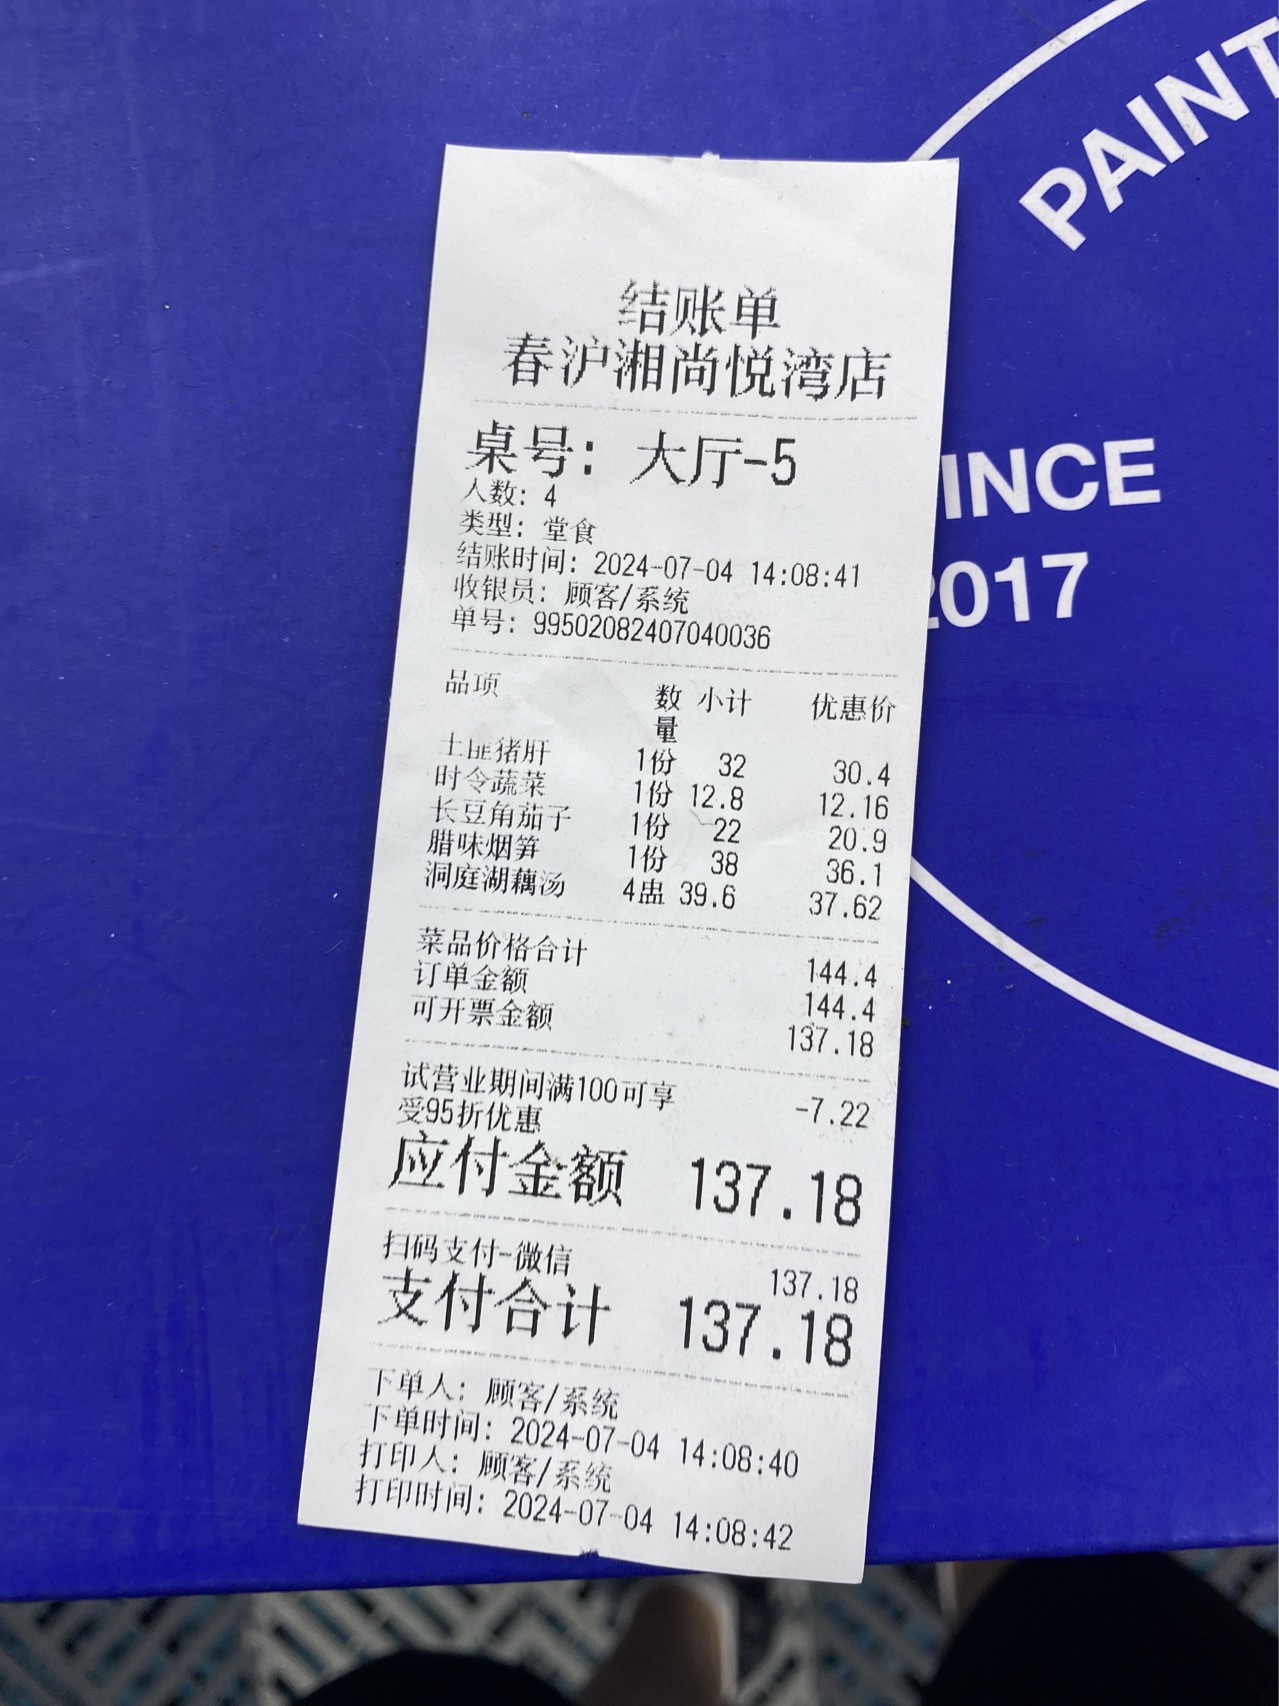 PAINT
INCE
2017
结账单
春沪湘尚悦湾店
桌号: 大厅-5
人数: 4
类型: 堂食
结账时间: 2024-07-04 14:08:41
收银员: 顾客/系统
单号: 99502082407040036
品项 数量 小计 优惠价
土匪猪肝 1份 32 30.4
时令蔬菜 1份 12.8 12.16
长豆角茄子 1份 22 20.9
腊味烟笋 1份 38 36.1
洞庭湖藕汤 4盅 39.6 37.62
菜品价格合计 144.4
订单金额 144.4
可开票金额 137.18
试营业期间满100可享 -7.22
受95折优惠
应付金额 137.18
扫码支付-微信 137.18
支付合计 137.18
下单人: 顾客/系统
下单时间: 2024-07-04 14:08:40
打印人: 顾客/系统
打印时间: 2024-07-04 14:08:42